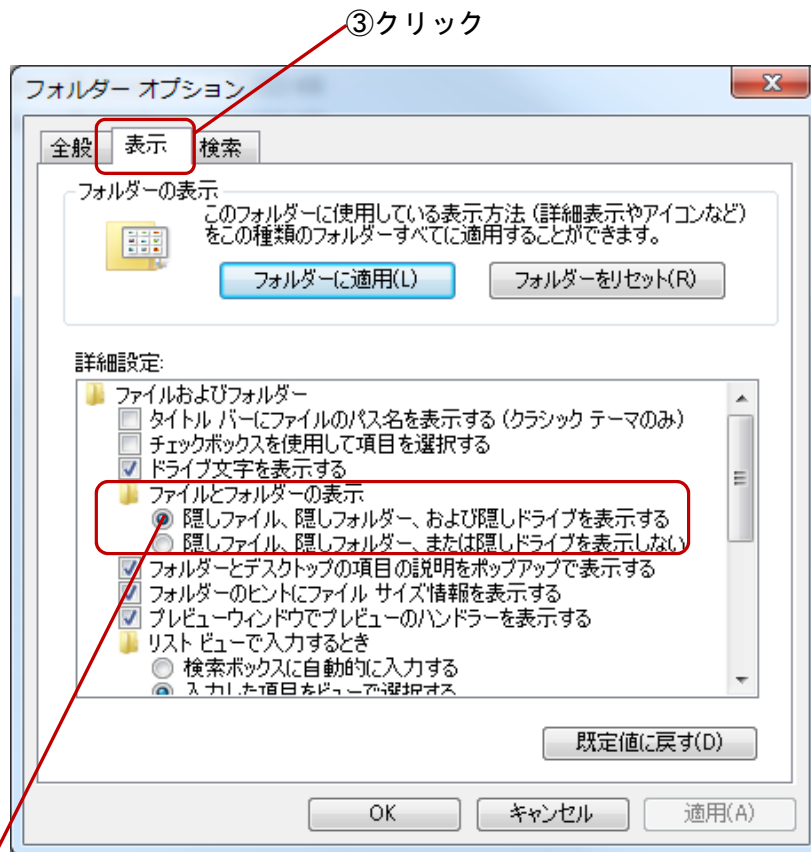 ③クリック
フォルダー オプション
全般 表示 検索
フォルダーの表示
このフォルダーに使用している表示方法 (詳細表示やアイコンなど)
をこの種類のフォルダーすべてに適用することができます。
フォルダーに適用(L) フォルダーをリセット(R)
詳細設定:
ファイルおよびフォルダー
タイトル バーにファイルのパス名を表示する (クラシック テーマのみ)
チェックボックスを使用して項目を選択する
ドライブ文字を表示する
ファイルとフォルダーの表示
隠しファイル、隠しフォルダー、および隠しドライブを表示する
隠しファイル、隠しフォルダー、または隠しドライブを表示しない
フォルダーとデスクトップの項目の説明をポップアップで表示する
フォルダーのヒントにファイル サイズ情報を表示する
プレビューウィンドウでプレビューのハンドラーを表示する
リスト ビューで入力するとき
検索ボックスに自動的に入力する
入力した項目をビューで選択する
既定値に戻す(D)
OK キャンセル 適用(A)